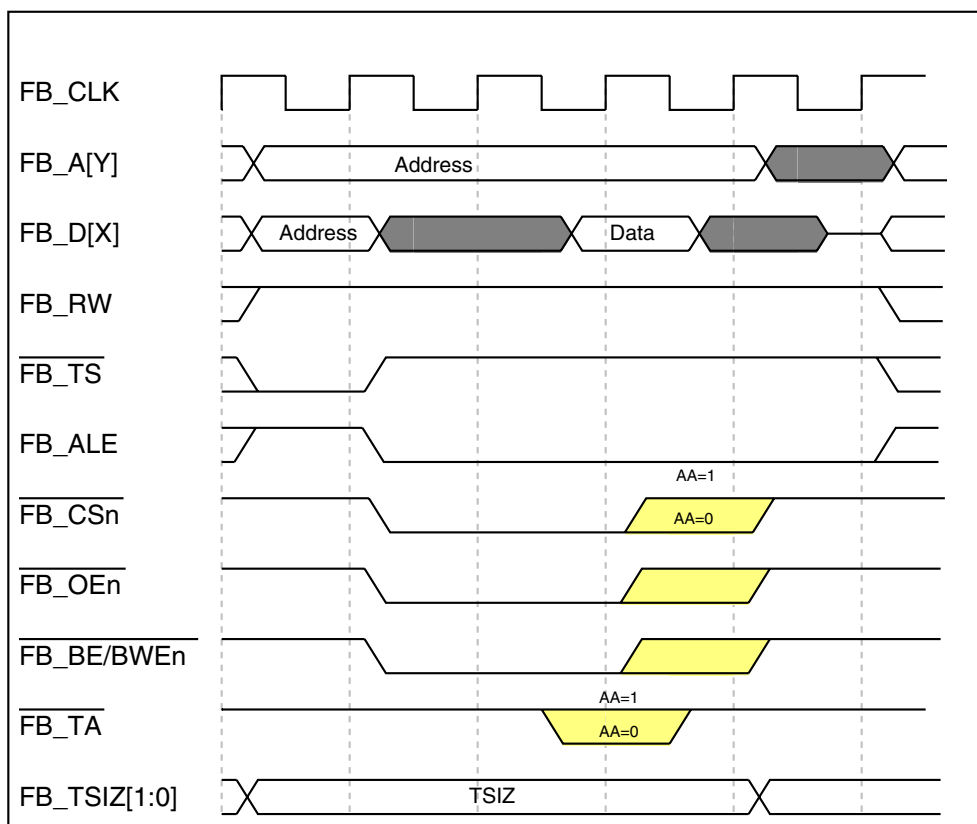 FB_CLK
FB_A[Y]
Address
FB_D[X]
Address
Data
FB_RW
FB_TS
FB_ALE
AA=1
FB_CSn
AA=0
FB_OEn
FB_BE/BWEn
AA=1
FB_TA
AA=0
FB_TSIZ[1:0]
TSIZ